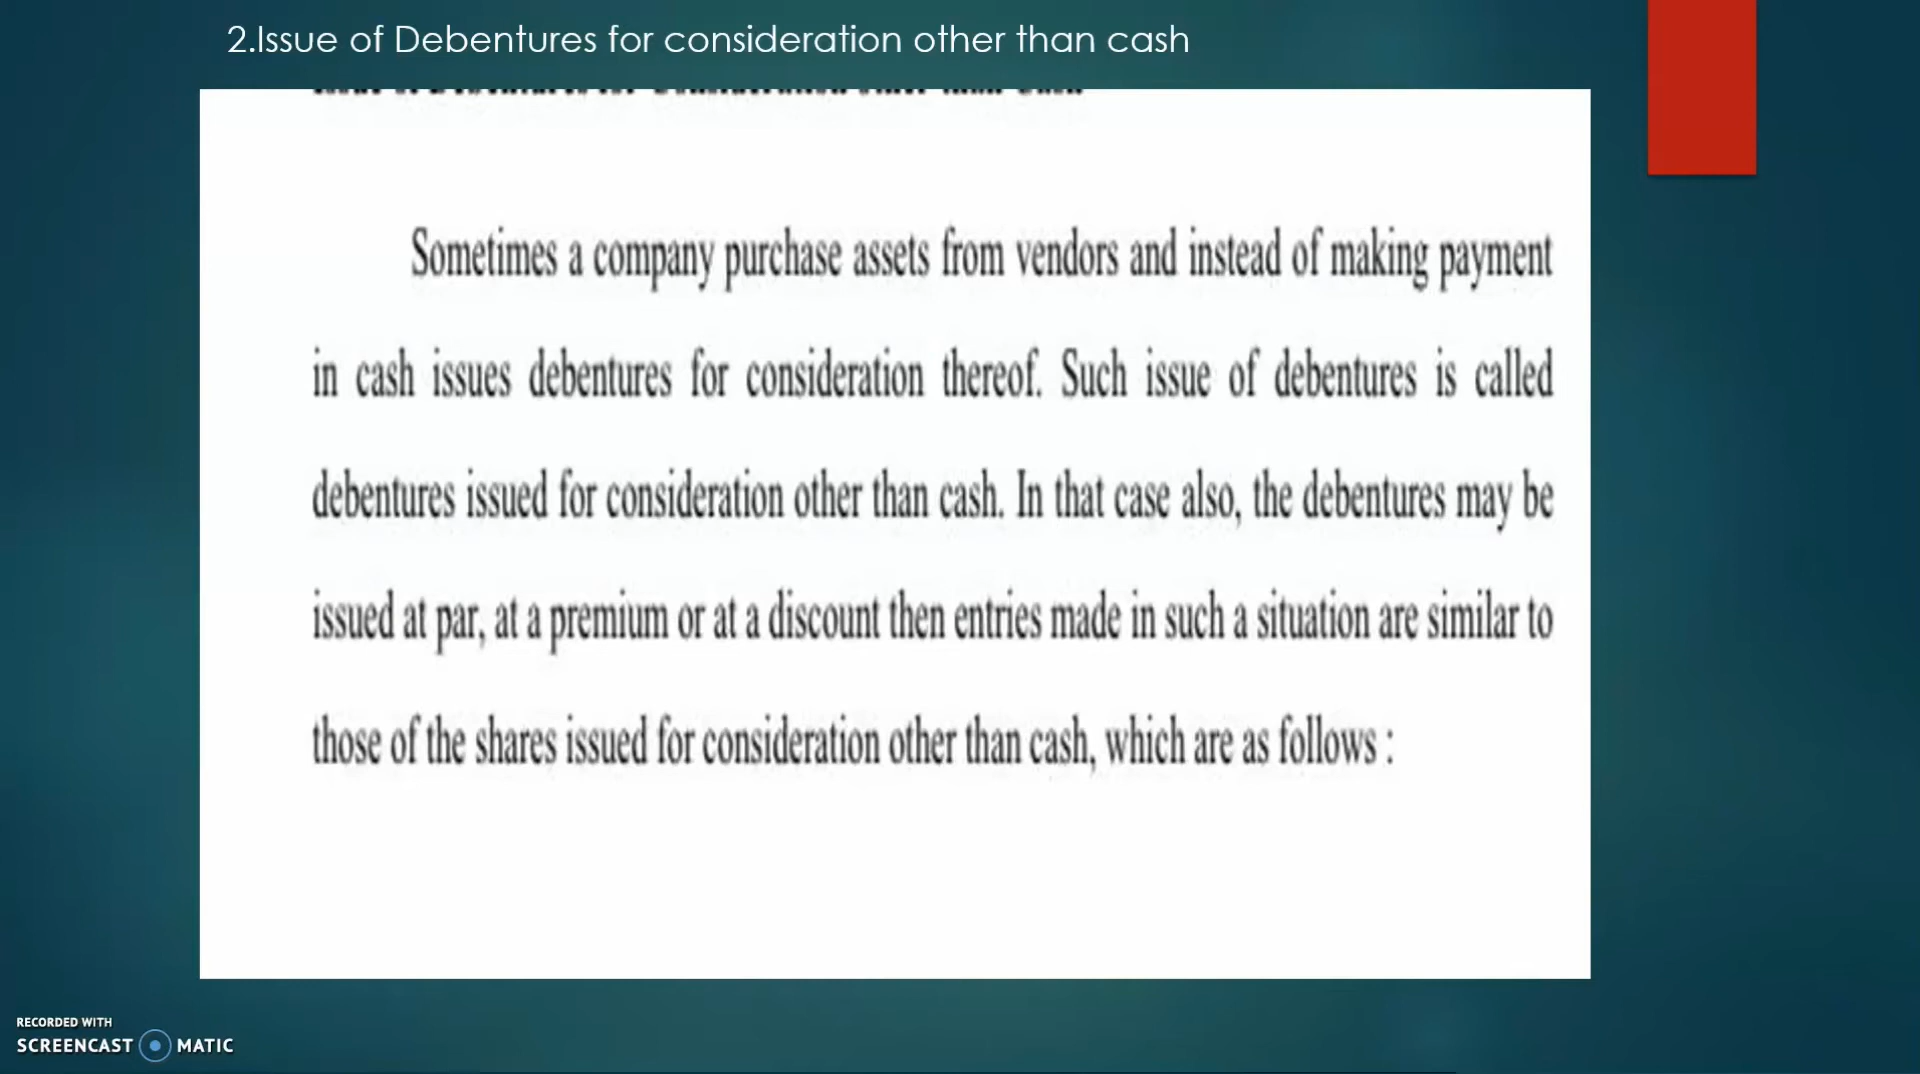 2.Issue of Debentures for consideration other than cash
Sometimes a company purchase assets from vendors and instead of making payment
in cash issues debentures for consideration thereof. Such issue of debentures is called
debentures issued for consideration other than cash. In that case also, the debentures may be
issued at par, at a premium or at a discount then entries made in such a situation are similar to
those of the shares issued for consideration other than cash, which are as follows :
RECORDED WITH
SCREENCAST MATIC